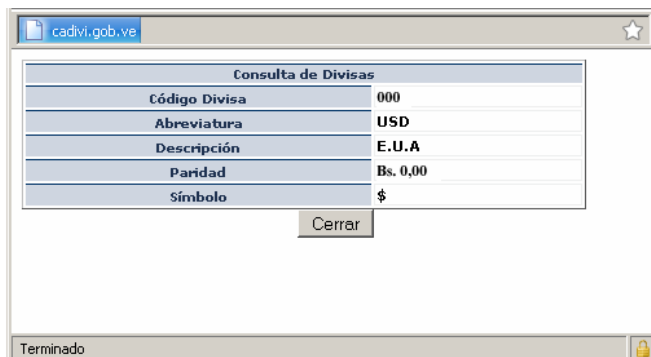 cadivi.gob.ve
Consulta de Divisas
Código Divisa 000
Abreviatura USD
Descripción E.U.A
Paridad Bs. 0,00
Símbolo $
Cerrar
Terminado